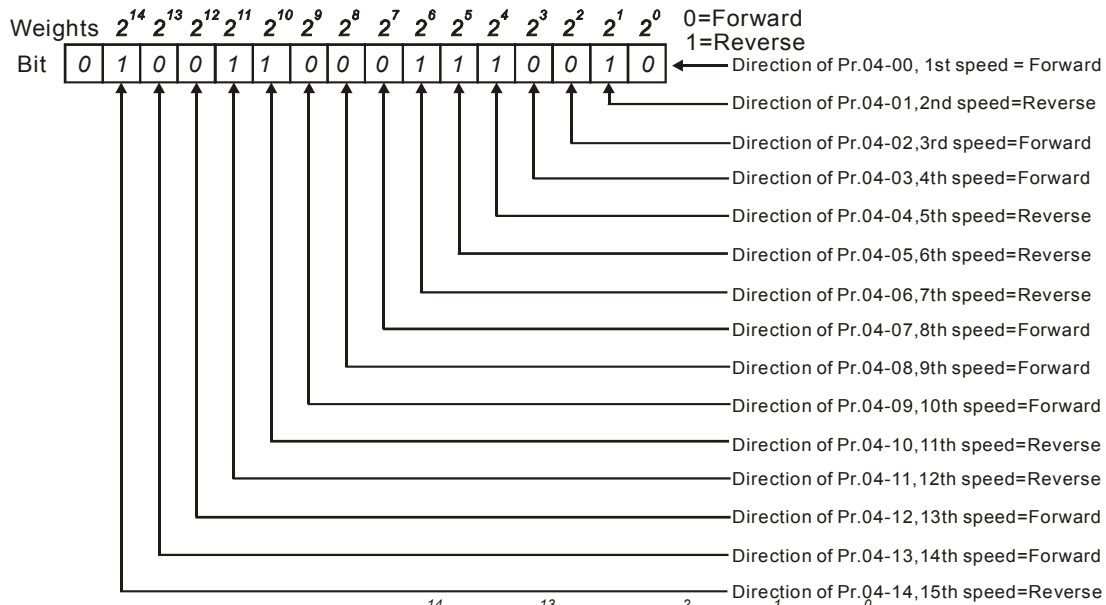 Weights 2^14 2^13 2^12 2^11 2^10 2^9 2^8 2^7 2^6 2^5 2^4 2^3 2^2 2^1 2^0 0=Forward
1=Reverse
Bit 0 1 0 0 1 1 0 0 0 1 1 1 0 0 1 0 Direction of Pr.04-00, 1st speed = Forward
Direction of Pr.04-01,2nd speed=Reverse
Direction of Pr.04-02,3rd speed=Forward
Direction of Pr.04-03,4th speed=Forward
Direction of Pr.04-04,5th speed=Reverse
Direction of Pr.04-05,6th speed=Reverse
Direction of Pr.04-06,7th speed=Reverse
Direction of Pr.04-07,8th speed=Forward
Direction of Pr.04-08,9th speed=Forward
Direction of Pr.04-09,10th speed=Forward
Direction of Pr.04-10,11th speed=Reverse
Direction of Pr.04-11,12th speed=Reverse
Direction of Pr.04-12,13th speed=Forward
Direction of Pr.04-13,14th speed=Forward
Direction of Pr.04-14,15th speed=Reverse
14 13 2 1 0